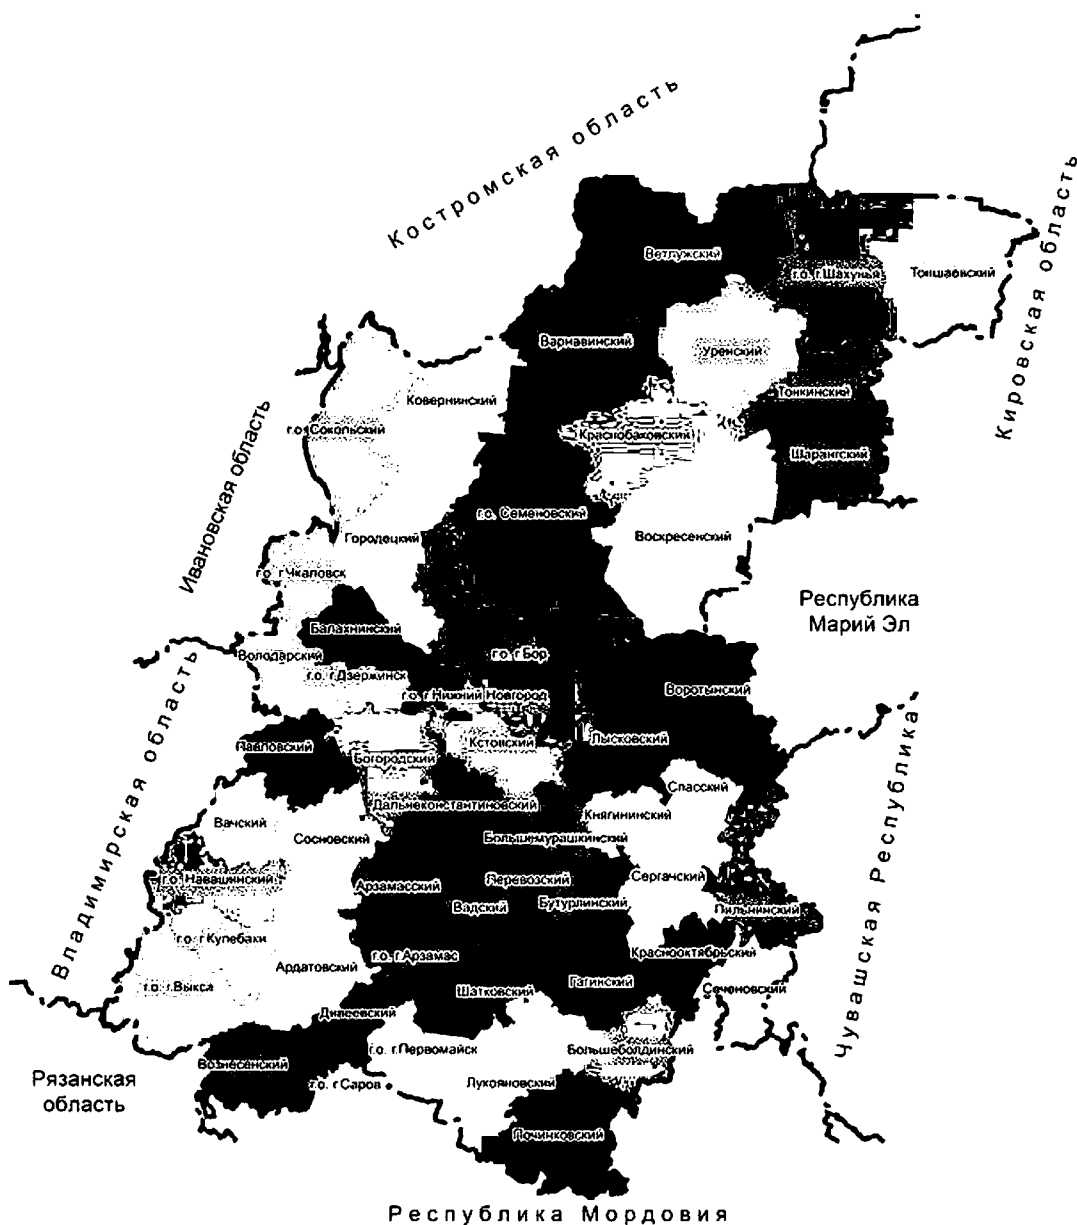 Костромская область
Кировская область
Ветлужский
г.о. г.Шахунья
Тоншаевский
Варнавинский
Уренский
Ковернинский
Тонкинский
Ивановская область
г.о. Сокольский
Краснобаковский
Шарангский
г.о. Семеновский
Городецкий
Воскресенский
г.о. г.Чкаловск
Республика
Марий Эл
Балахнинский
Володарский
г.о. г.Бор
г.о. г.Дзержинск
г.о. г.Нижний Новгород
Воротынский
Владимирская область
Павловский
Богородский
Кстовский
Лысковский
Чувашская Республика
Спасский
Дальнеконстантиновский
Княгининский
Вачский
Сосновский
Большемурашкинский
г.о. Навашинский
Арзамасский
Перевозский
Сергачский
Вадский
Бутурлинский
Пильнинский
г.о. г.Кулебаки
г.о. г.Арзамас
Краснооктябрьский
Ардатовский
г.о. г.Выкса
Шатковский
Гагинский
Сеченовский
Дивеевский
г.о. г.Первомайск
Большеболдинский
Вознесенский
Рязанская
область
г.о. г.Саров
Лукояновский
Починковский
Республика Мордовия